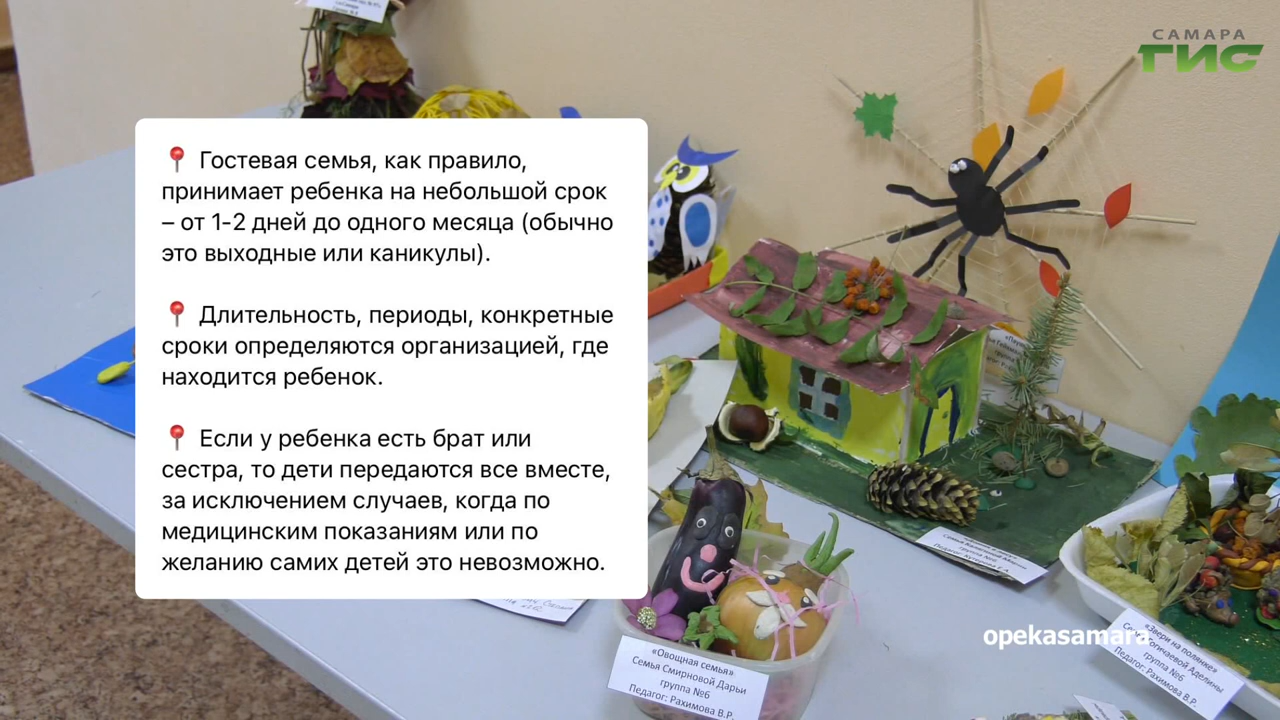 САМАРА
ГИС
📍 Гостевая семья, как правило,
принимает ребенка на небольшой срок
– от 1-2 дней до одного месяца (обычно
это выходные или каникулы).
📍 Длительность, периоды, конкретные
сроки определяются организацией, где
находится ребенок.
📍 Если у ребенка есть брат или
сестра, то дети передаются все вместе,
за исключением случаев, когда по
медицинским показаниям или по
желанию самих детей это невозможно.
opekasamara
«Овощная семья»
Семья Смирновой Дарьи
группа №6
Педагог: Рахимова В.Р.
«Звери на полянке»
группа №6
Педагог: Рахимова В.Р.